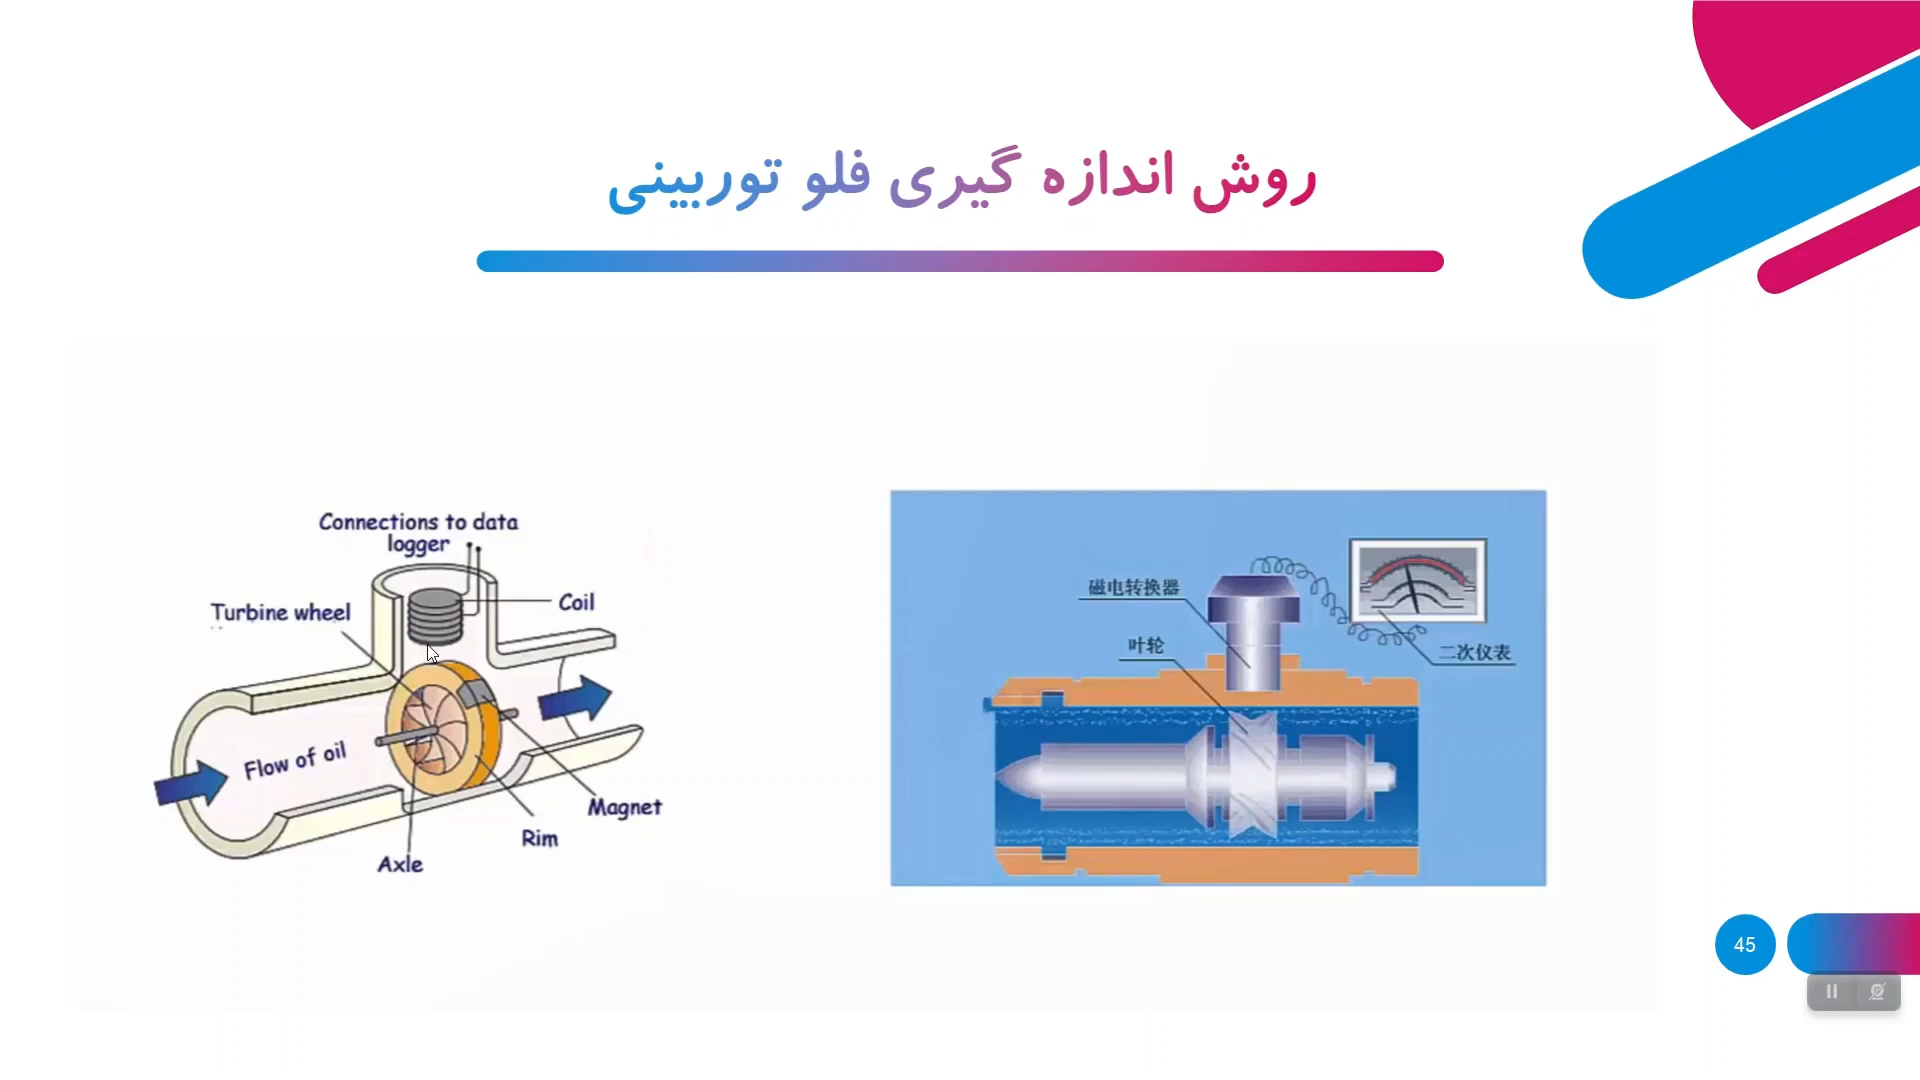 روش اندازه گیری فلو توربینی
Connections to data
logger
Turbine wheel
Coil
Flow of oil
Magnet
Rim
Axle
磁电转换器
叶轮
二次仪表
45